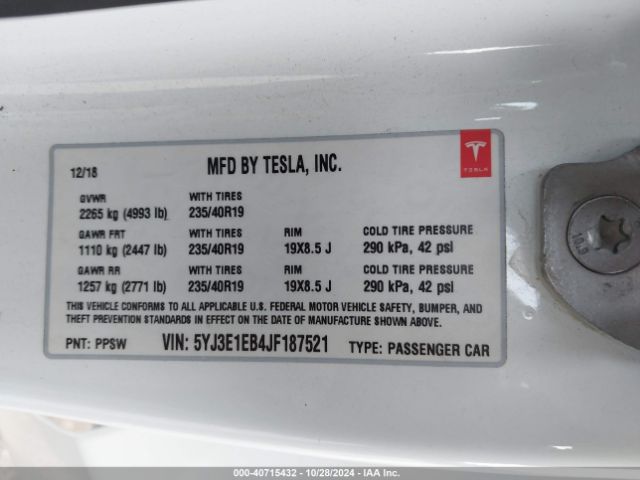 12/18 MFD BY TESLA, INC. TESLA
GVWR WITH TIRES
2265 kg (4993 lb) 235/40R19
GAWR FRT WITH TIRES RIM COLD TIRE PRESSURE
1110 kg (2447 lb) 235/40R19 19X8.5 J 290 kPa, 42 psi
GAWR RR WITH TIRES RIM COLD TIRE PRESSURE
1257 kg (2771 lb) 235/40R19 19X8.5 J 290 kPa, 42 psi
THIS VEHICLE CONFORMS TO ALL APPLICABLE U.S. FEDERAL MOTOR VEHICLE SAFETY, BUMPER, AND
THEFT PREVENTION STANDARDS IN EFFECT ON THE DATE OF MANUFACTURE SHOWN ABOVE.
PNT: PPSW VIN: 5YJ3E1EB4JF187521 TYPE: PASSENGER CAR
10.9
000-40715432 - 10/28/2024 - IAAI.COM